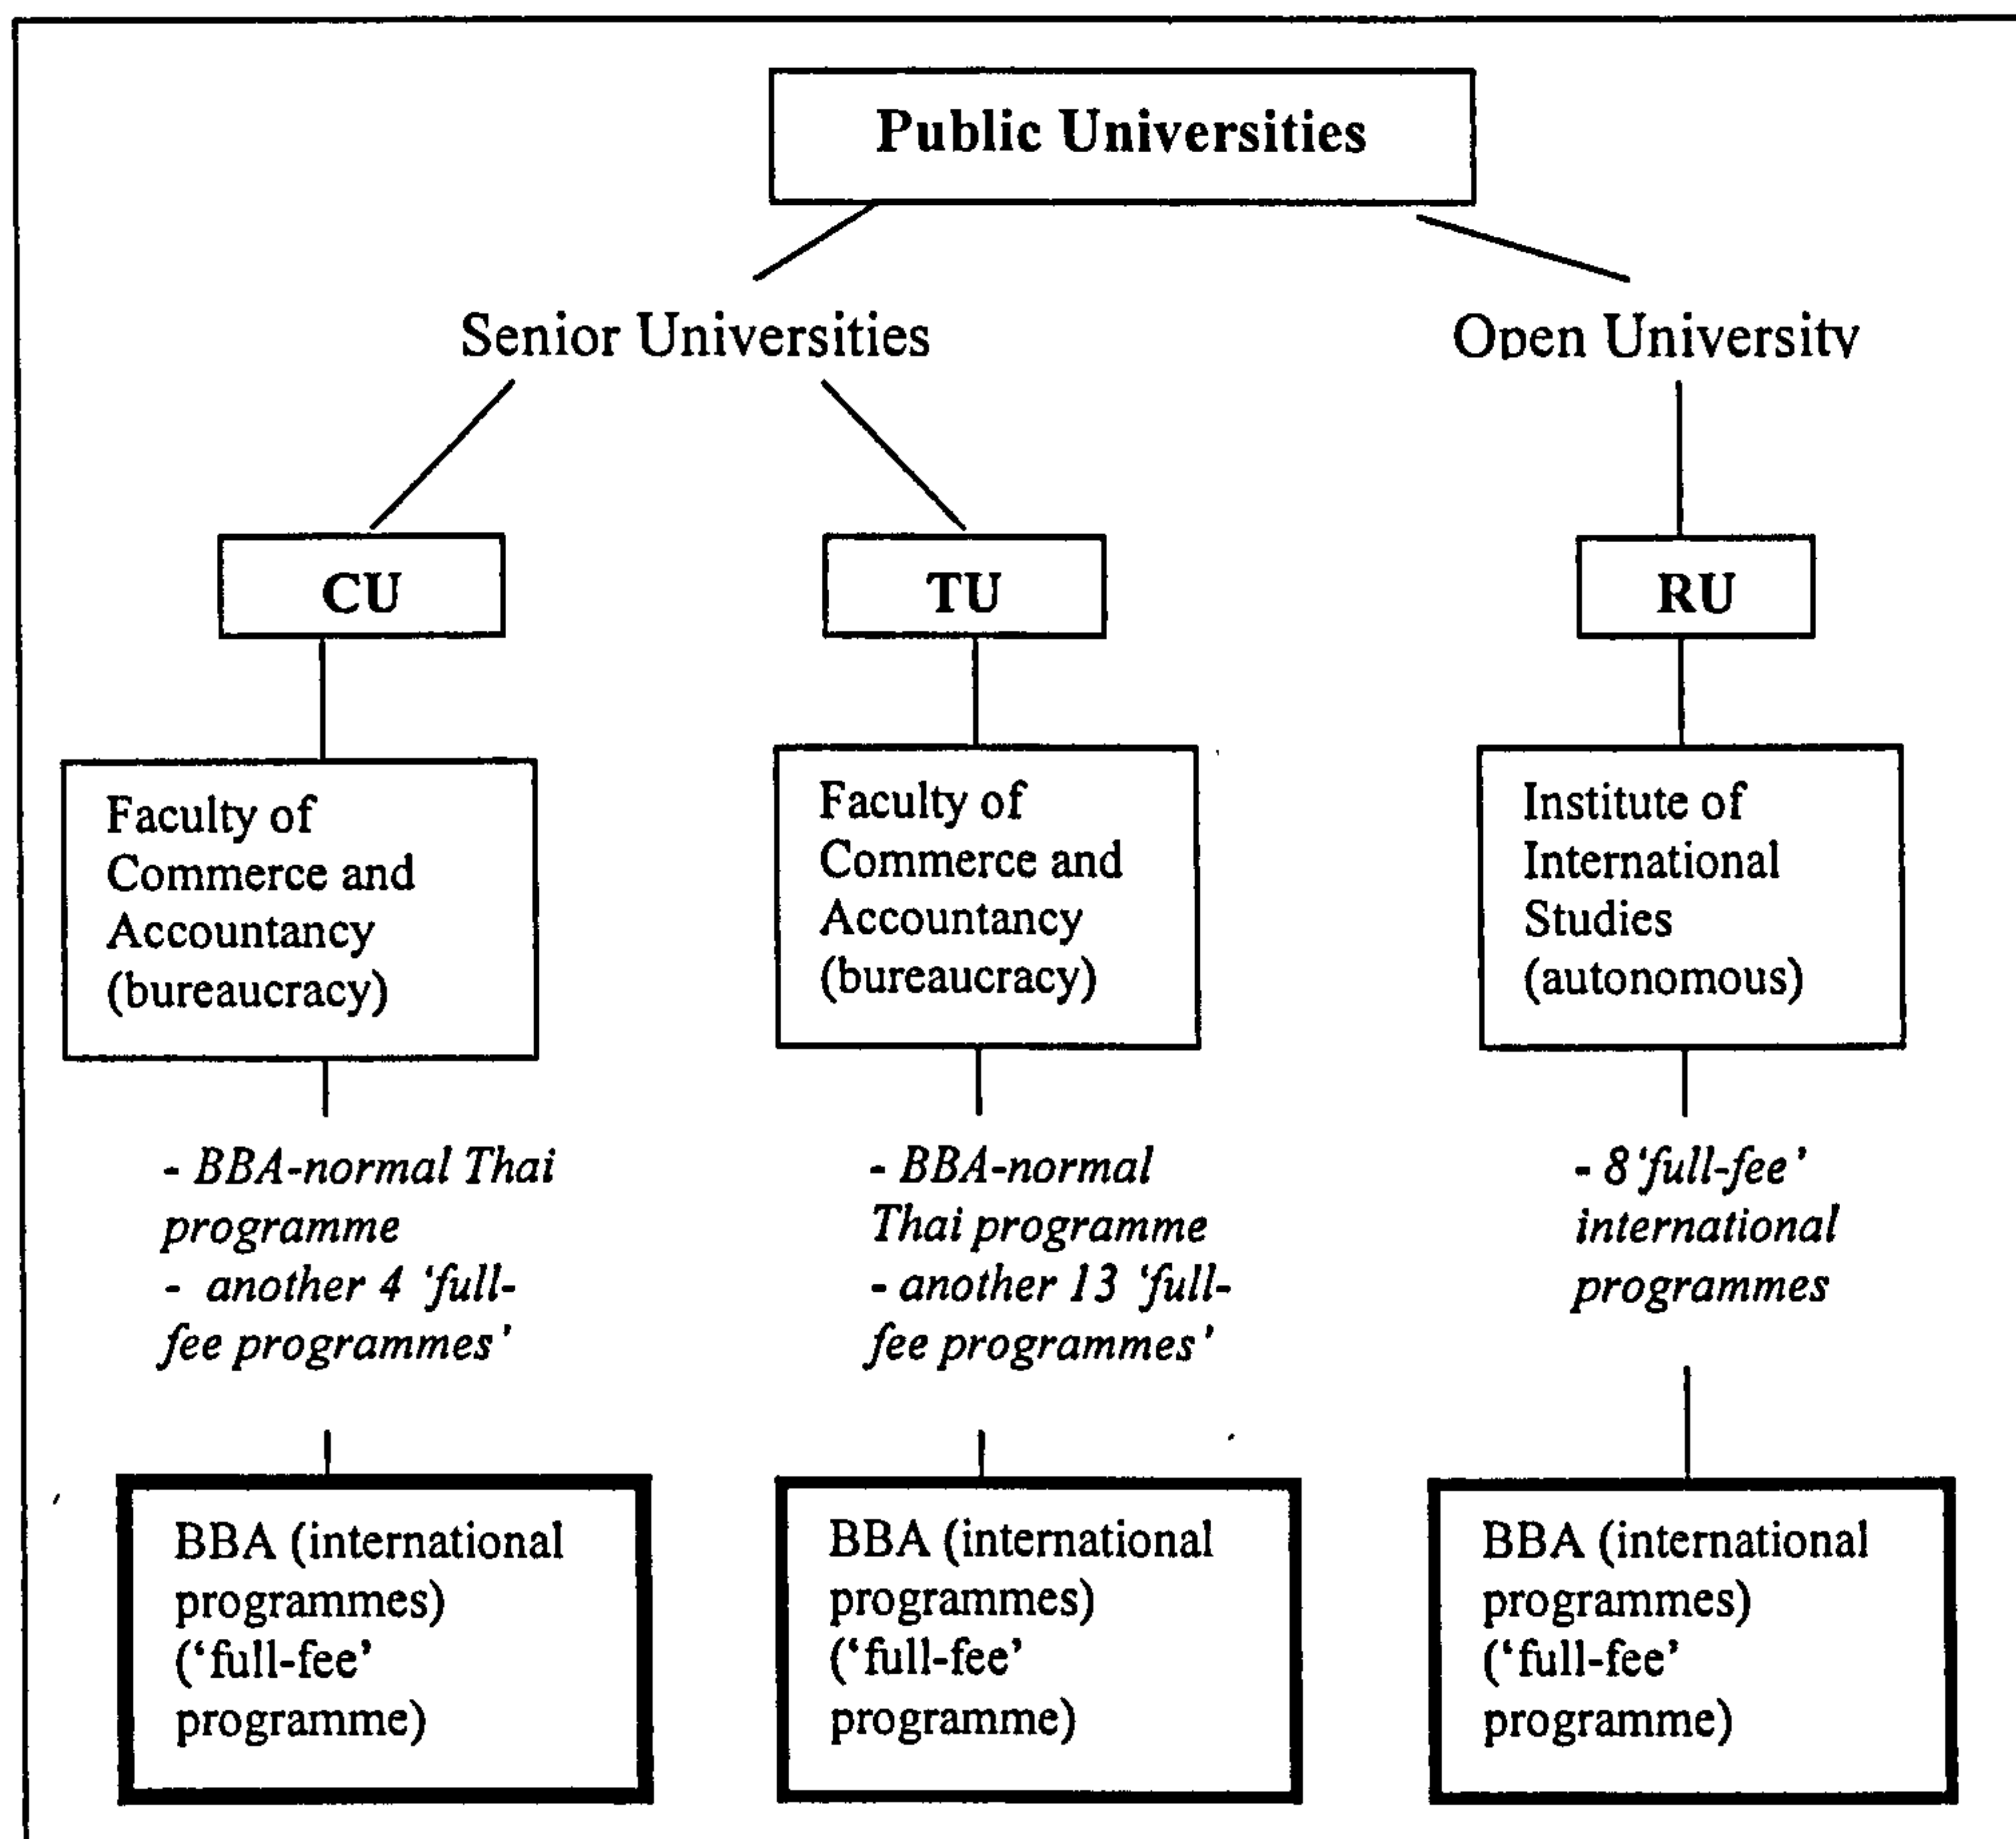 Public Universities
Senior Universities
Open University
CU
TU
RU
Faculty of
Commerce and
Accountancy
(bureaucracy)
Faculty of
Commerce and
Accountancy
(bureaucracy)
Institute of
International
Studies
(autonomous)
- BBA-normal Thai
programme
- another 4 ‘full-
fee programmes’
- BBA-normal
Thai programme
- another 13 ‘full-
fee programmes’
- 8 ‘full-fee’
international
programmes
BBA (international
programmes)
(‘full-fee’
programme)
BBA (international
programmes)
(‘full-fee’
programme)
BBA (international
programmes)
(‘full-fee’
programme)